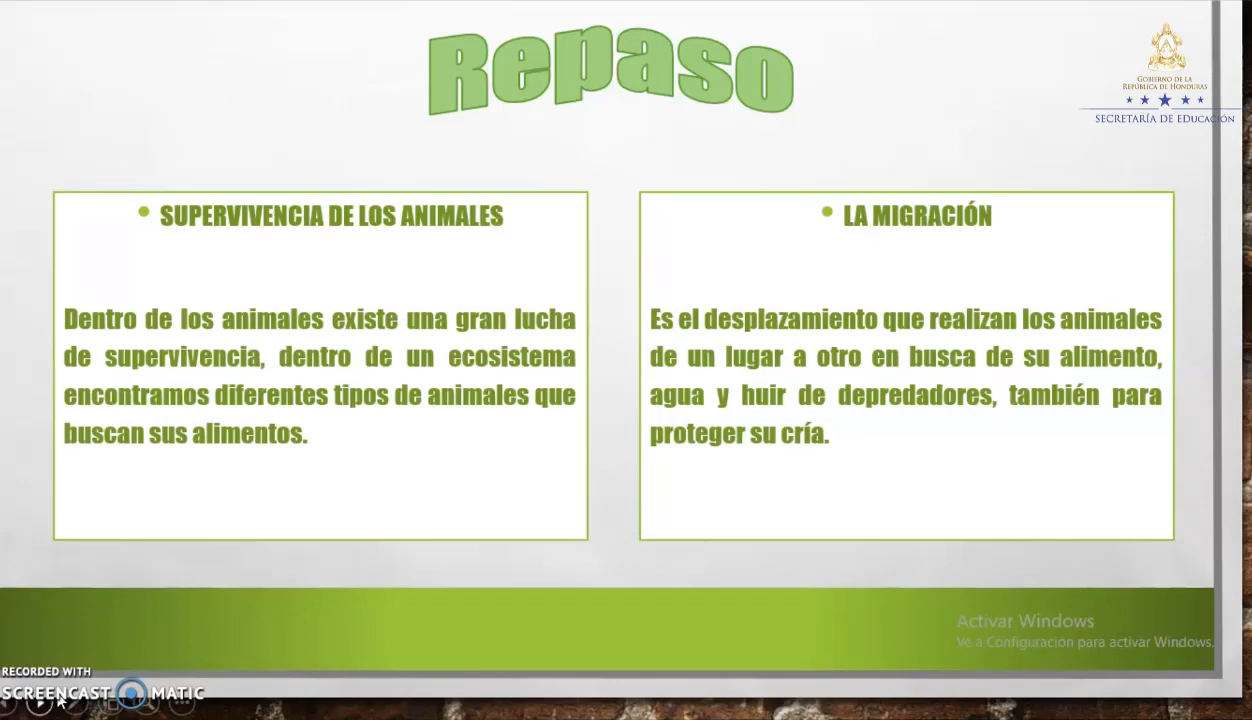 Repaso
GOBIERNO DE LA
REPÚBLICA DE HONDURAS
SECRETARÍA DE EDUCACIÓN
• SUPERVIVENCIA DE LOS ANIMALES
Dentro de los animales existe una gran lucha
de supervivencia, dentro de un ecosistema
encontramos diferentes tipos de animales que
buscan sus alimentos.
• LA MIGRACIÓN
Es el desplazamiento que realizan los animales
de un lugar a otro en busca de su alimento,
agua y huir de depredadores, también para
proteger su cría.
Activar Windows
Ve a Configuración para activar Windows.
RECORDED WITH
SCREENCAST MATIC